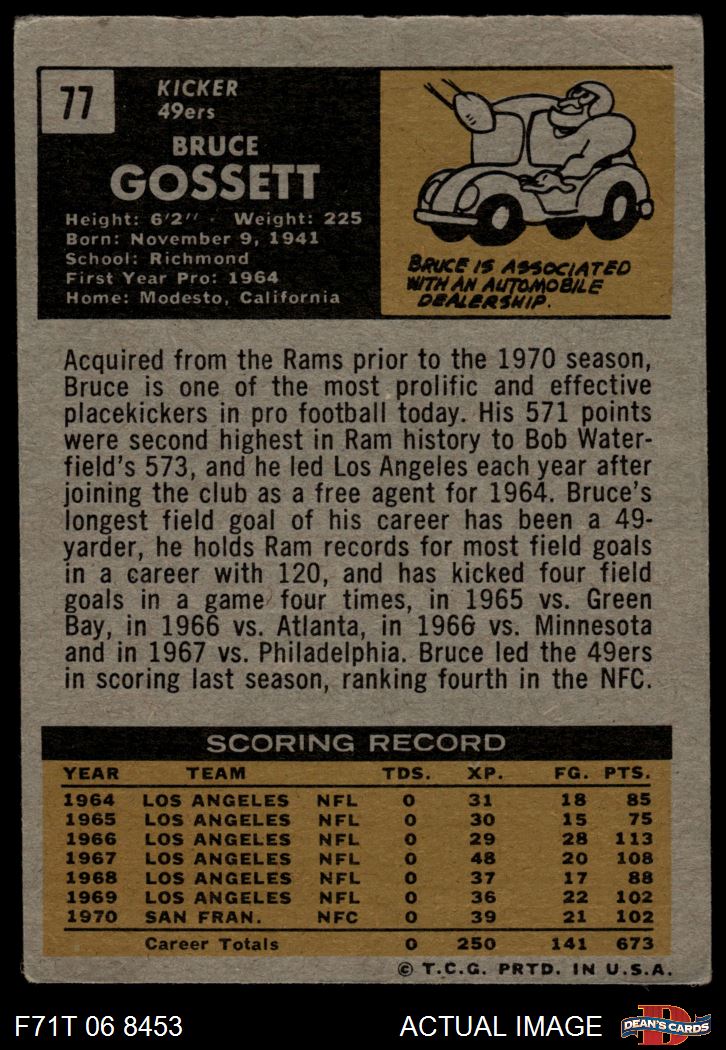 77
KICKER
49ers
BRUCE
GOSSETT
Height: 6'2" · Weight: 225
Born: November 9, 1941
School: Richmond
First Year Pro: 1964
Home: Modesto, California
BRUCE IS ASSOCIATED
WITH AN AUTOMOBILE
DEALERSHIP.
Acquired from the Rams prior to the 1970 season,
Bruce is one of the most prolific and effective
placekickers in pro football today. His 571 points
were second highest in Ram history to Bob Water-
field's 573, and he led Los Angeles each year after
joining the club as a free agent for 1964. Bruce's
longest field goal of his career has been a 49-
yarder, he holds Ram records for most field goals
in a career with 120, and has kicked four field
goals in a game four times, in 1965 vs. Green
Bay, in 1966 vs. Atlanta, in 1966 vs. Minnesota
and in 1967 vs. Philadelphia. Bruce led the 49ers
in scoring last season, ranking fourth in the NFC.
SCORING RECORD
YEAR TEAM TDS. XP. FG. PTS.
1964 LOS ANGELES NFL 0 31 18 85
1965 LOS ANGELES NFL 0 30 15 75
1966 LOS ANGELES NFL 0 29 28 113
1967 LOS ANGELES NFL 0 48 20 108
1968 LOS ANGELES NFL 0 37 17 88
1969 LOS ANGELES NFL 0 36 22 102
1970 SAN FRAN. NFC 0 39 21 102
Career Totals 0 250 141 673
© T.C.G. PRTD. IN U.S.A.
F71T 06 8453 ACTUAL IMAGE
D
DEAN'S CARDS